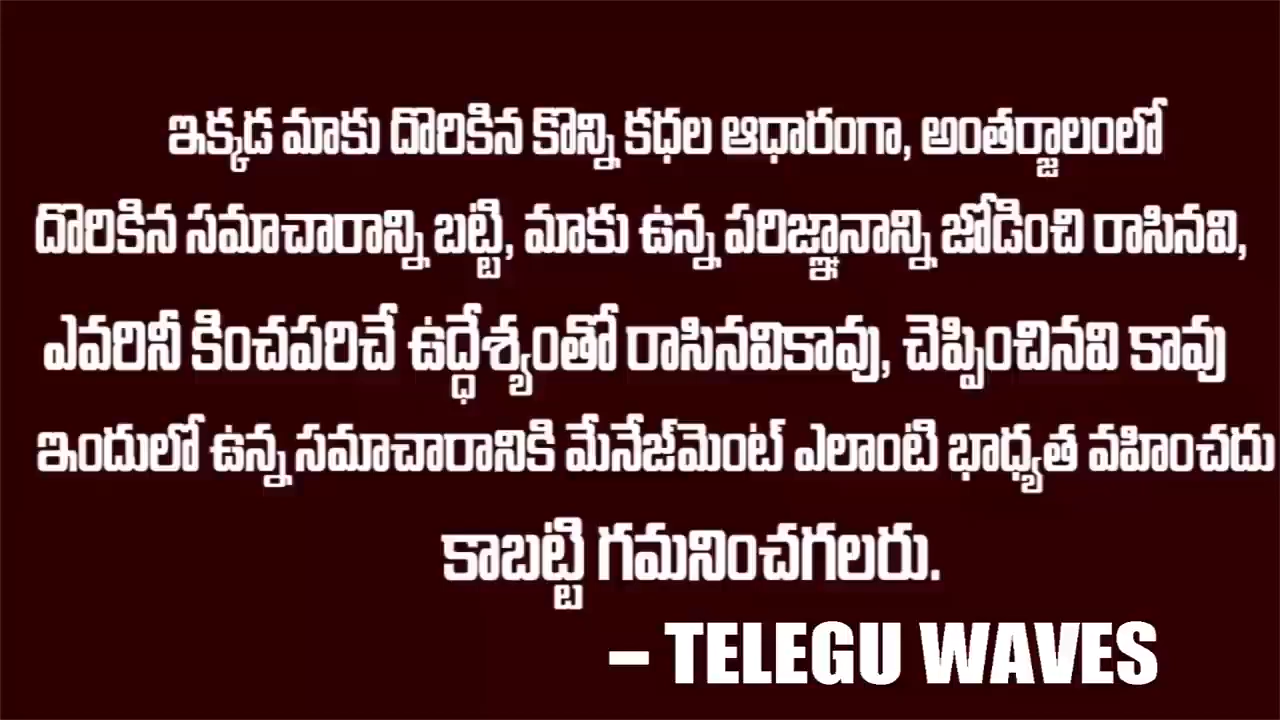 ఇక్కడ మాకు దొరికిన కొన్ని కధల ఆధారంగా, అంతర్జాలంలో
దొరికిన సమాచారాన్ని బట్టి, మాకు ఉన్న పరిజ్ఞానాన్ని జోడించి రాసినవి,
ఎవరినీ కించపరిచే ఉద్ధేశ్యంతో రాసినవికావు, చెప్పించినవి కావు
ఇందులో ఉన్న సమాచారానికి మేనేజ్‌మెంట్ ఎలాంటి భాధ్యత వహించదు
కాబట్టి గమనించగలరు.
– TELEGU WAVES